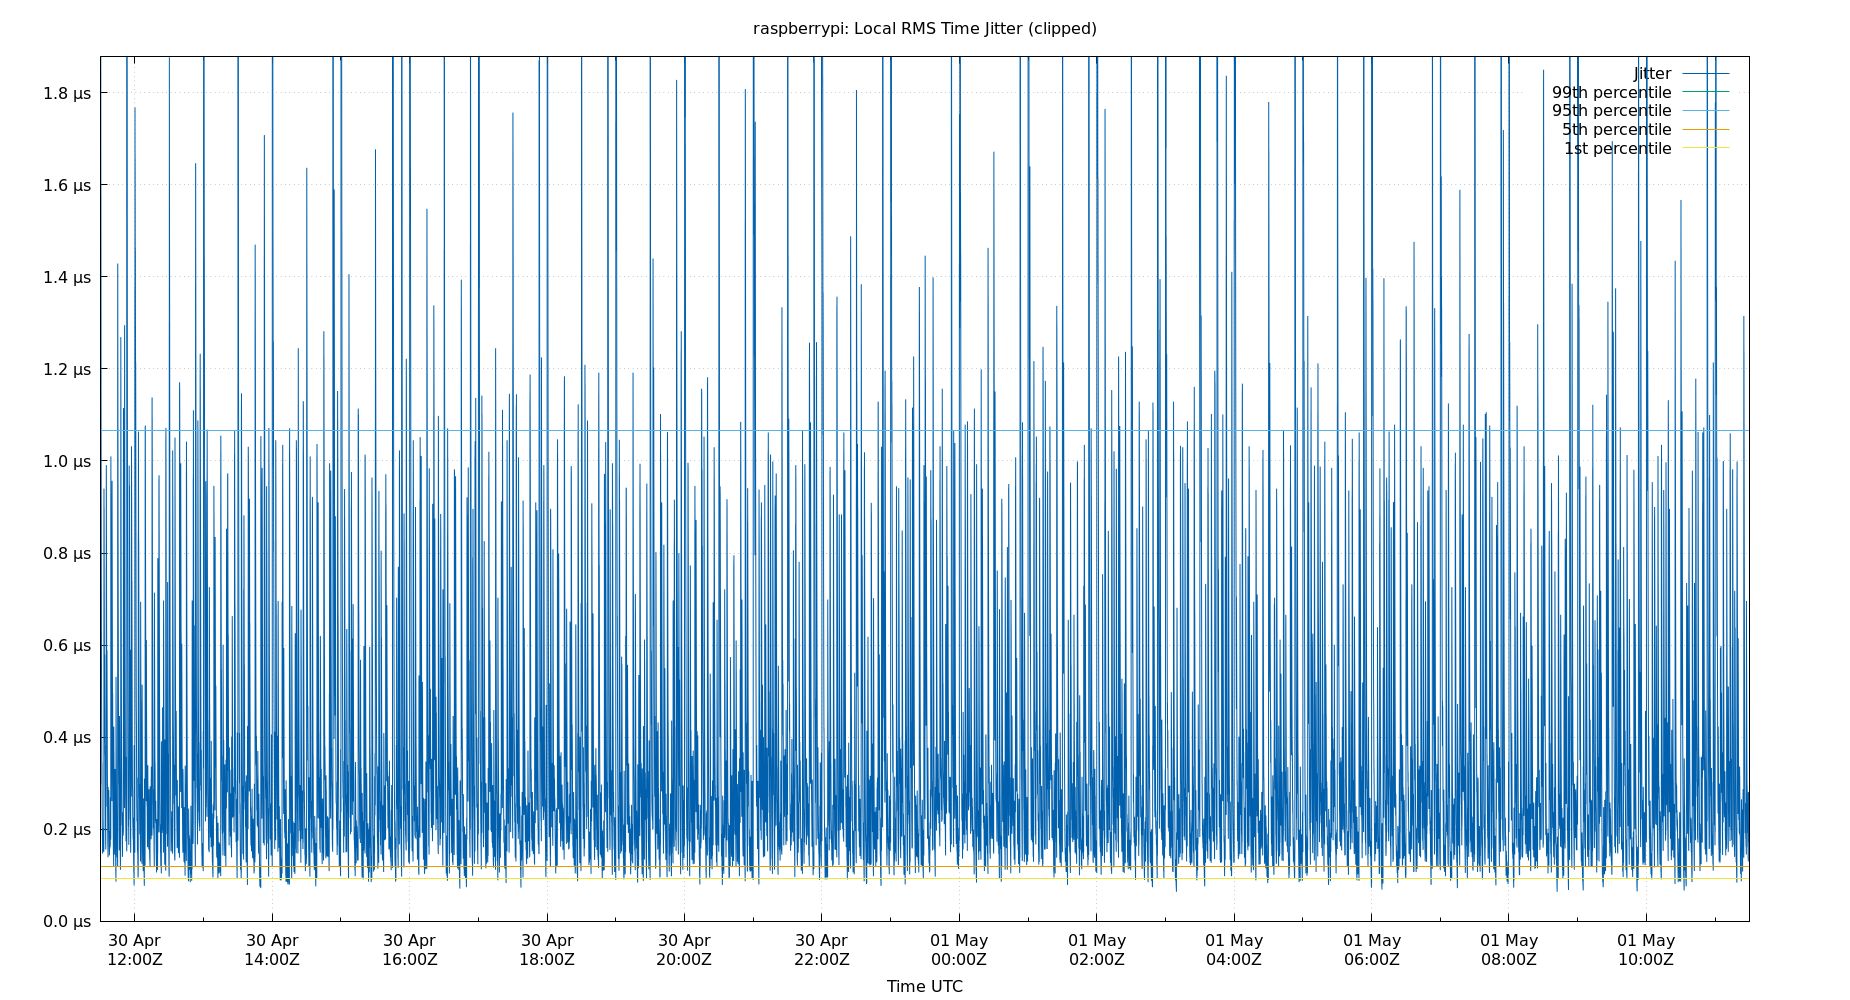 raspberrypi: Local RMS Time Jitter (clipped)
Jitter
99th percentile
95th percentile
5th percentile
1st percentile
1.8 µs
1.6 µs
1.4 µs
1.2 µs
1.0 µs
0.8 µs
0.6 µs
0.4 µs
0.2 µs
0.0 µs
30 Apr 30 Apr 30 Apr 30 Apr 30 Apr 30 Apr 01 May 01 May 01 May 01 May 01 May 01 May
12:00Z 14:00Z 16:00Z 18:00Z 20:00Z 22:00Z 00:00Z 02:00Z 04:00Z 06:00Z 08:00Z 10:00Z
Time UTC